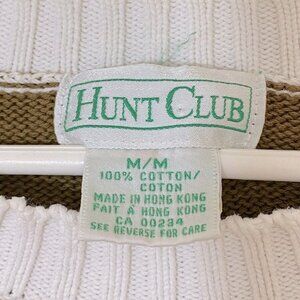 HUNT CLUB
M/M
100% COTTON/
COTON
MADE IN HONG KONG
FAIT A HONG KONG
CA 00234
SEE REVERSE FOR CARE